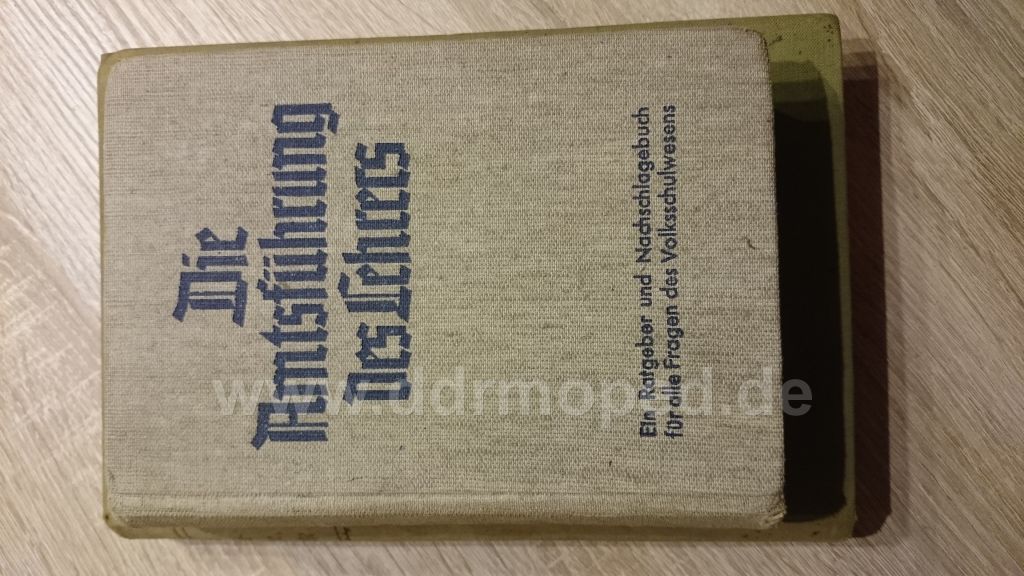 Die
Amtsführung
des Lehrers
Ein Ratgeber und Nachschlagebuch
für alle Fragen des Volksschulwesens
www.ddrmoped.de